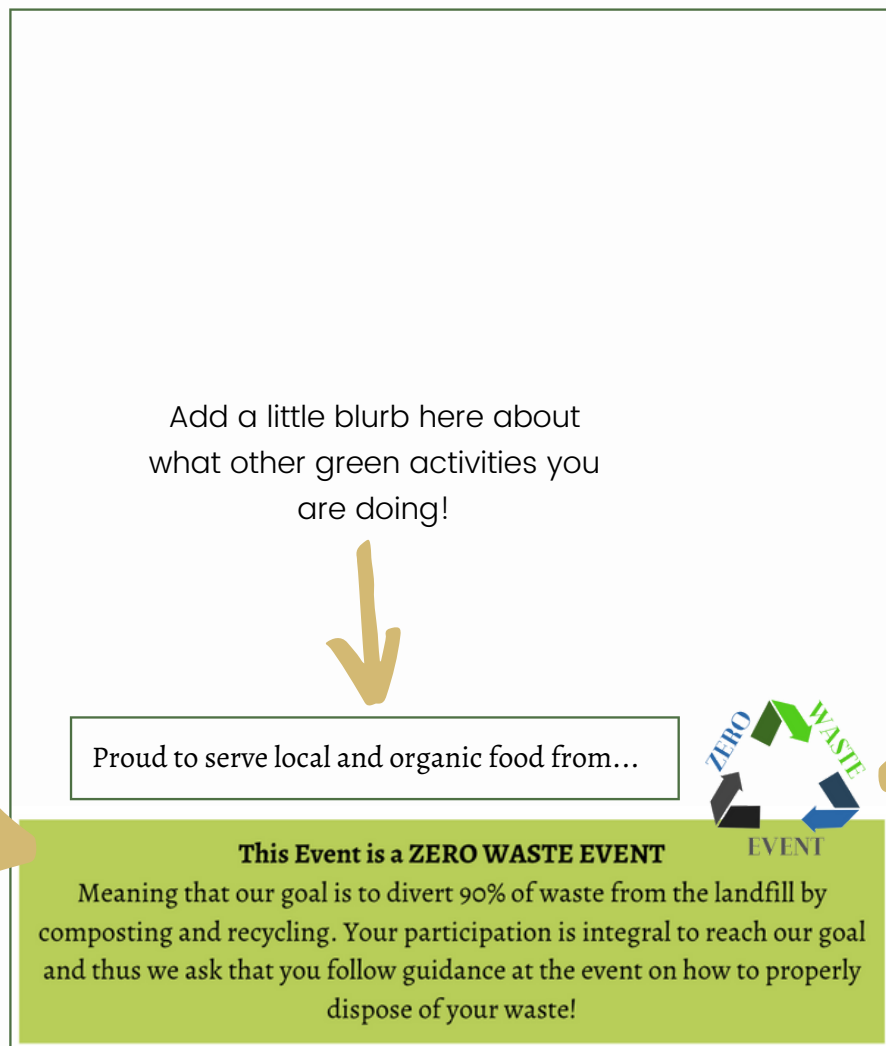 Add a little blurb here about
what other green activities you
are doing!
Proud to serve local and organic food from...
ZERO
WASTE
EVENT
This Event is a ZERO WASTE EVENT
Meaning that our goal is to divert 90% of waste from the landfill by
composting and recycling. Your participation is integral to reach our goal
and thus we ask that you follow guidance at the event on how to properly
dispose of your waste!